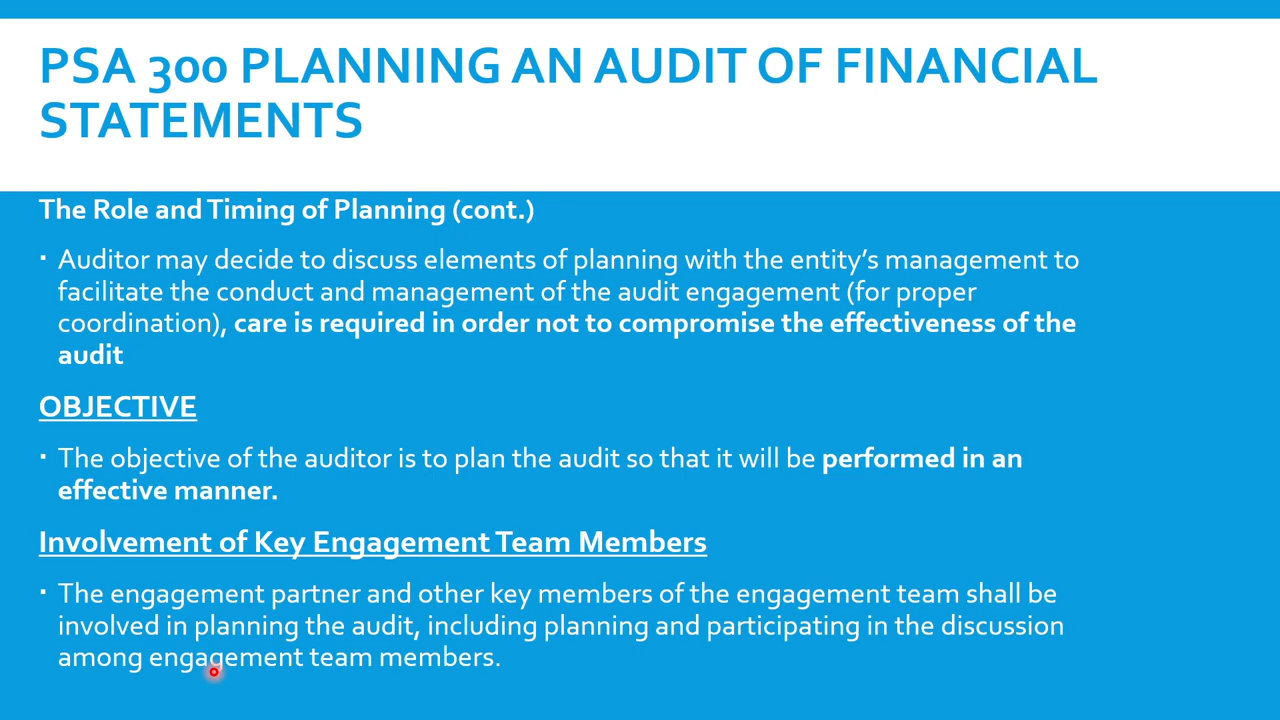 PSA 300 PLANNING AN AUDIT OF FINANCIAL
STATEMENTS
The Role and Timing of Planning (cont.)
▪ Auditor may decide to discuss elements of planning with the entity’s management to
facilitate the conduct and management of the audit engagement (for proper
coordination), care is required in order not to compromise the effectiveness of the
audit
OBJECTIVE
▪ The objective of the auditor is to plan the audit so that it will be performed in an
effective manner.
Involvement of Key Engagement Team Members
▪ The engagement partner and other key members of the engagement team shall be
involved in planning the audit, including planning and participating in the discussion
among engagement team members.